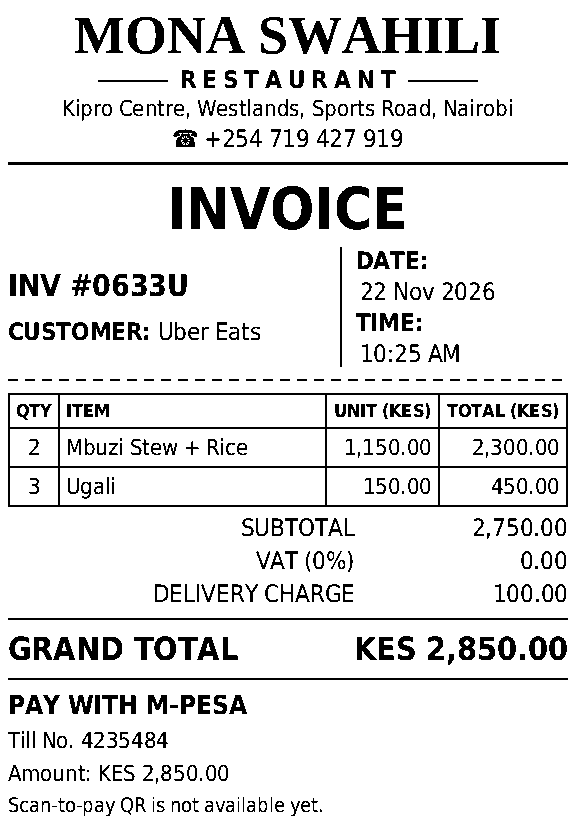 MONA SWAHILI
RESTAURANT
Kipro Centre, Westlands, Sports Road, Nairobi
☎ +254 719 427 919
INVOICE
INV #0633U
CUSTOMER: Uber Eats
DATE:
22 Nov 2026
TIME:
10:25 AM
QTY ITEM UNIT (KES) TOTAL (KES)
2 Mbuzi Stew + Rice 1,150.00 2,300.00
3 Ugali 150.00 450.00
SUBTOTAL 2,750.00
VAT (0%) 0.00
DELIVERY CHARGE 100.00
GRAND TOTAL KES 2,850.00
PAY WITH M-PESA
Till No. 4235484
Amount: KES 2,850.00
Scan-to-pay QR is not available yet.